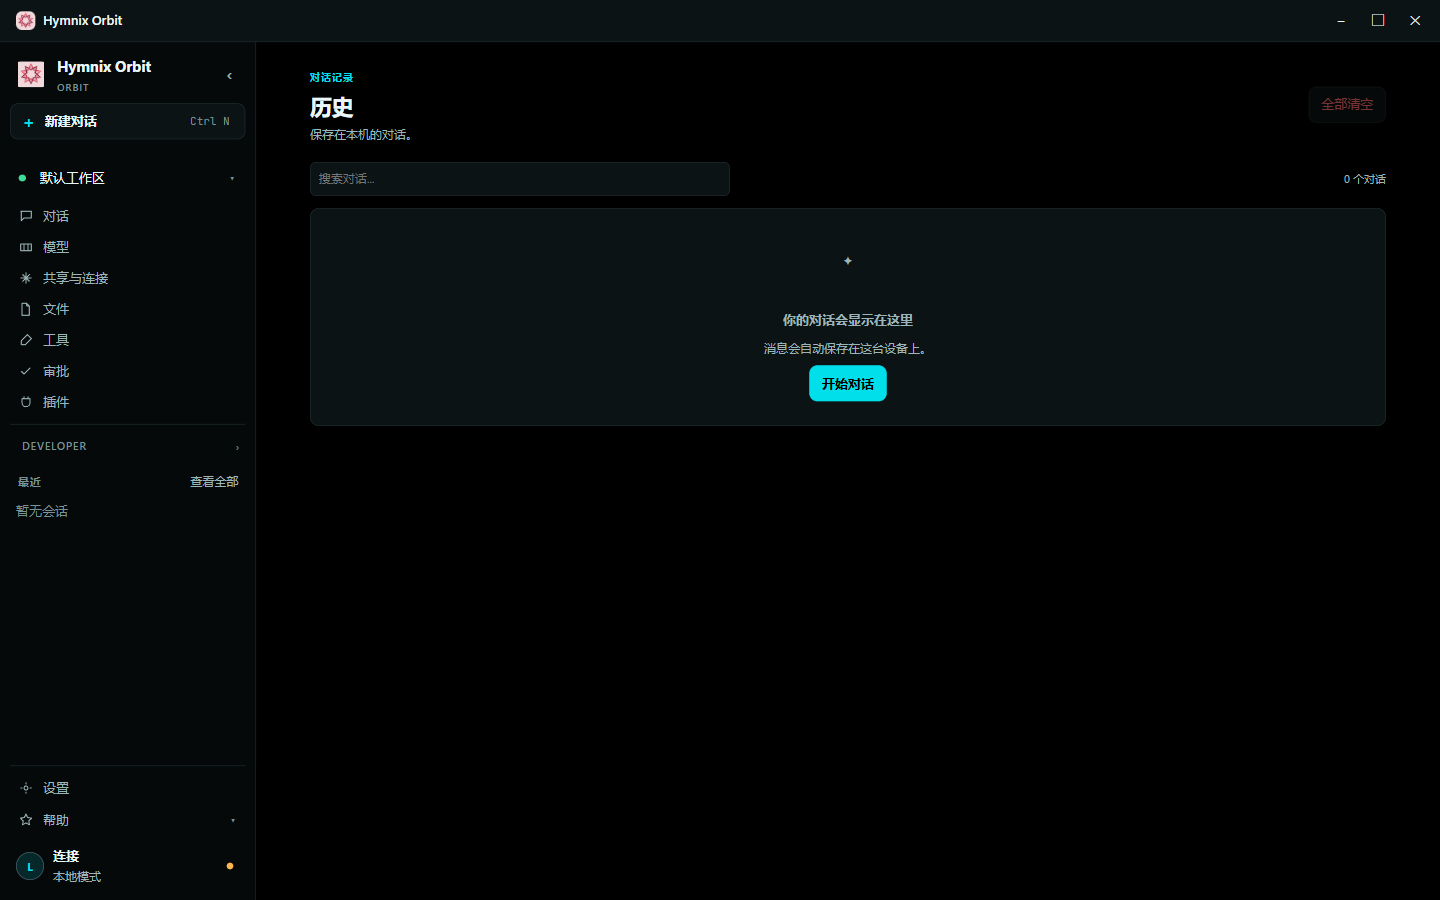 Hymnix Orbit
Hymnix Orbit
ORBIT
新建对话 Ctrl N
默认工作区
对话
模型
共享与连接
文件
工具
审批
插件
DEVELOPER
最近 查看全部
暂无会话
设置
帮助
L
连接
本地模式
对话记录
历史
保存在本机的对话。
全部清空
搜索对话...
0 个对话
你的对话会显示在这里
消息会自动保存在这台设备上。
开始对话